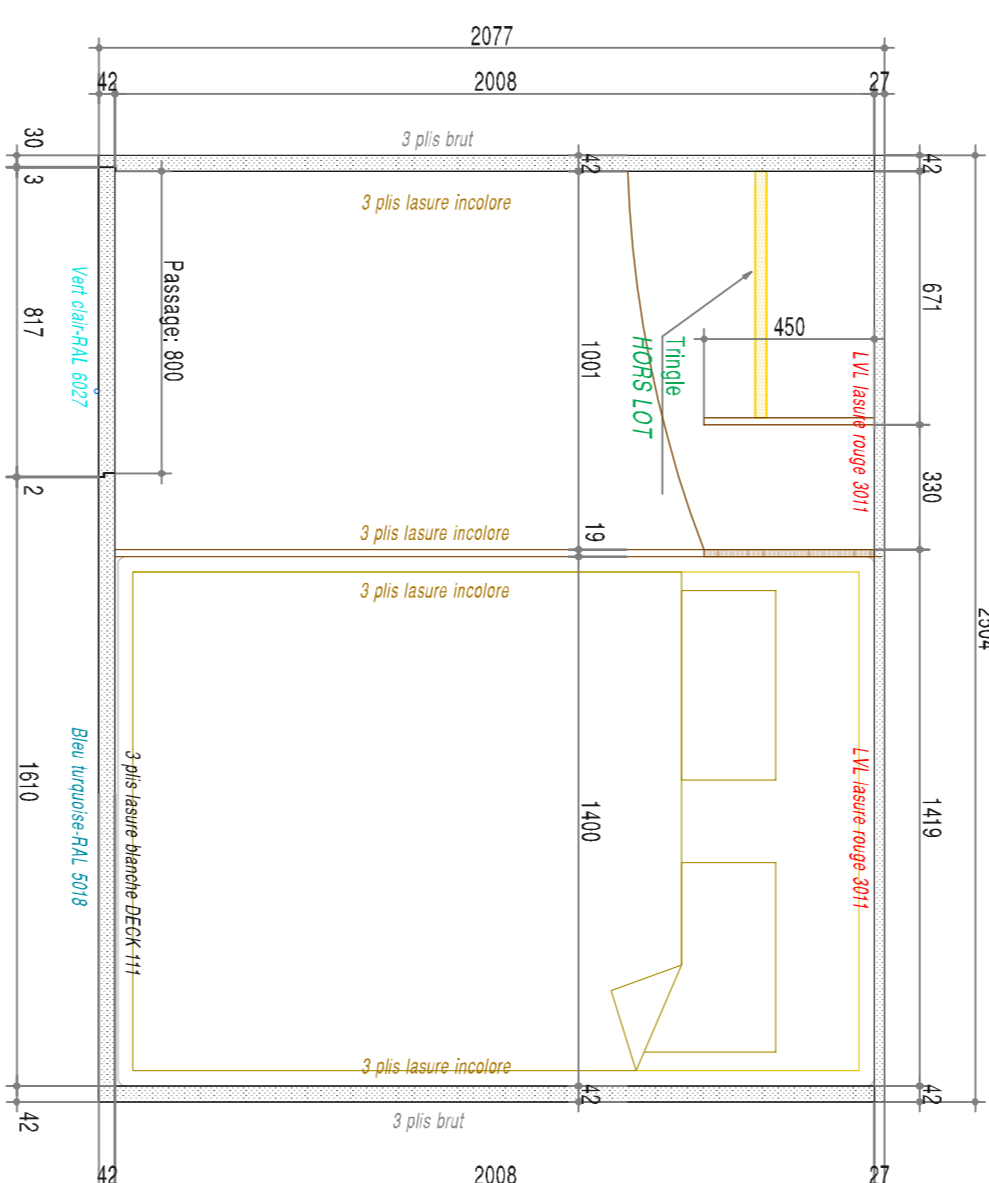 2077
42
2008
27
3 plis brut
30
42
42
3
3 plis lasure incolore
Passage: 800
Vert clair-RAL 6027
817
671
450
Tringle
HORS LOT
1001
LVL lasure rouge 3011
2
330
3 plis lasure incolore
19
3 plis lasure incolore
Bleu turquoise-RAL 5018
3 plis lasure blanche DECK 111
1610
1400
LVL lasure rouge 3011
1419
3 plis lasure incolore
42
42
42
3 plis brut
42
2008
27